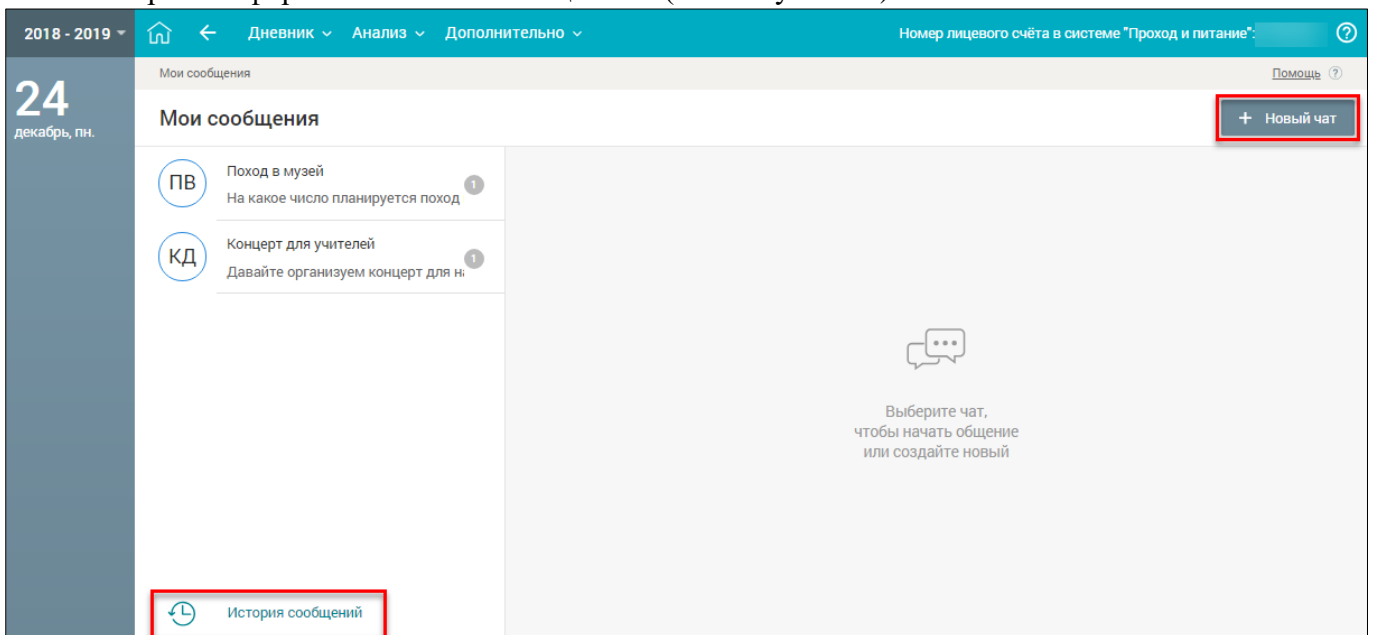 2018 - 2019 Дневник Анализ Дополнительно Номер лицевого счёта в системе "Проход и питание":
24
декабрь, пн.
Мои сообщения Помощь ?
Мои сообщения + Новый чат
ПВ Поход в музей 1
На какое число планируется поход
КД Концерт для учителей 1
Давайте организуем концерт для
Выберите чат,
чтобы начать общение
или создайте новый
История сообщений